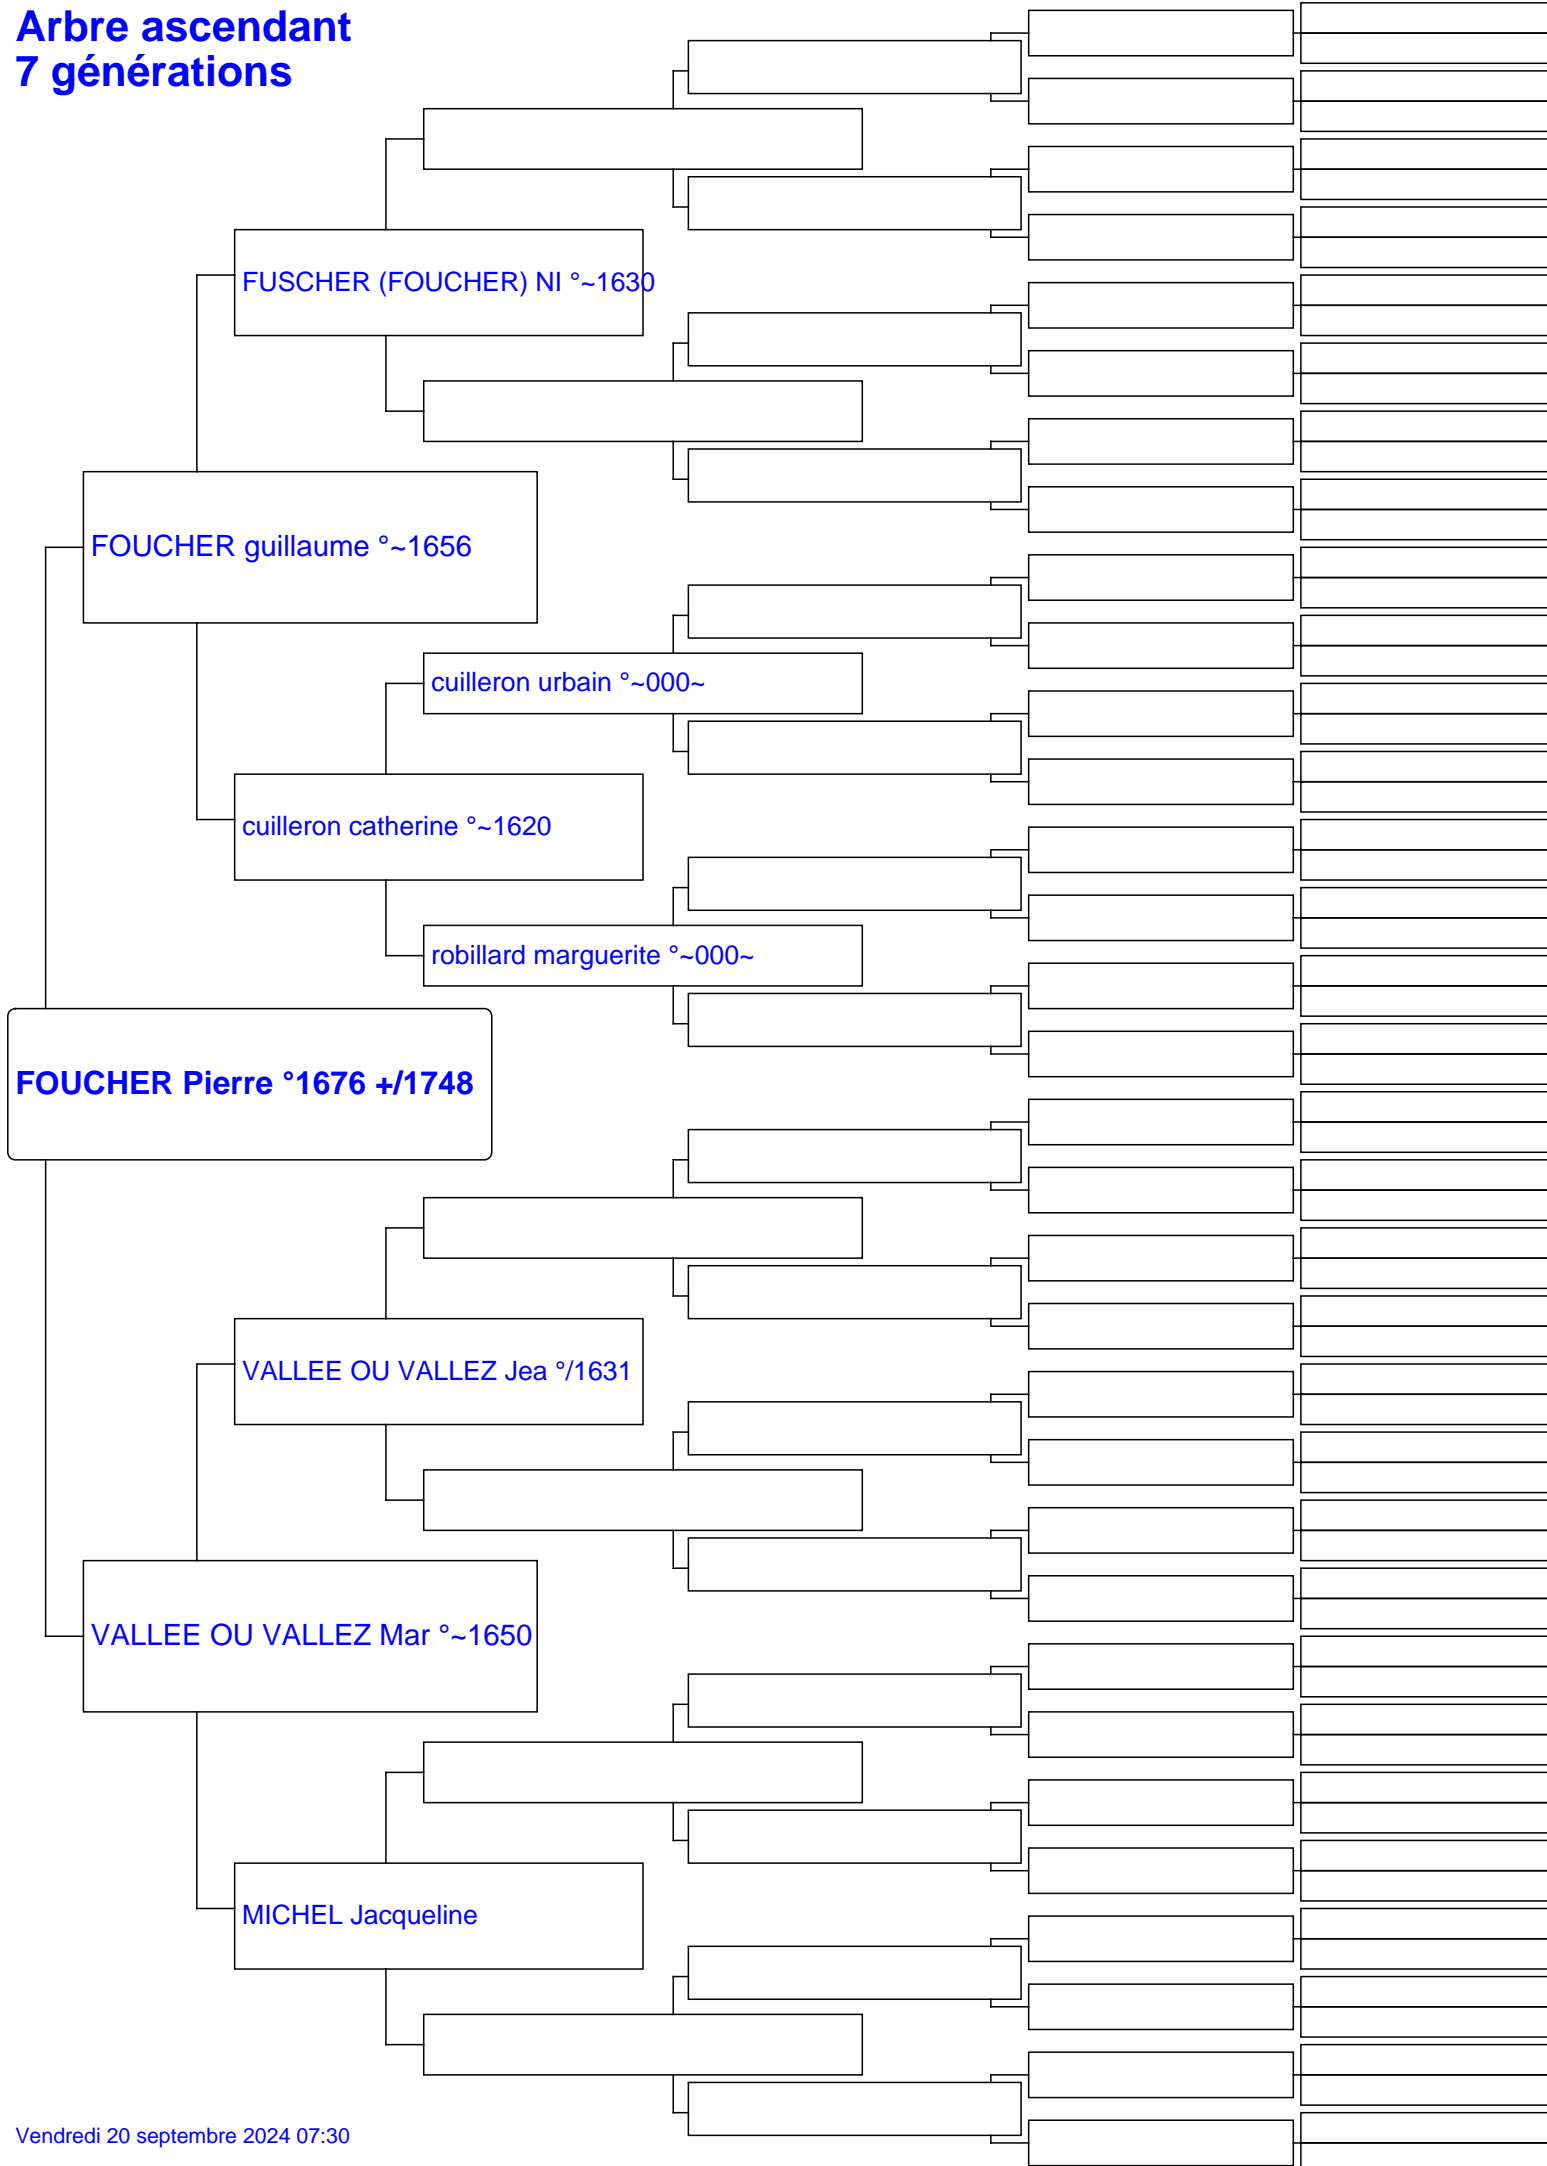 Arbre ascendant
7 générations
FUSCHER (FOUCHER) NI °~1630
FOUCHER guillaume °~1656
cuilleron urbain °~000~
cuilleron catherine °~1620
robillard marguerite °~000~
FOUCHER Pierre °1676 +/1748
VALLEE OU VALLEZ Jea °/1631
VALLEE OU VALLEZ Mar °~1650
MICHEL Jacqueline
Vendredi 20 septembre 2024 07:30